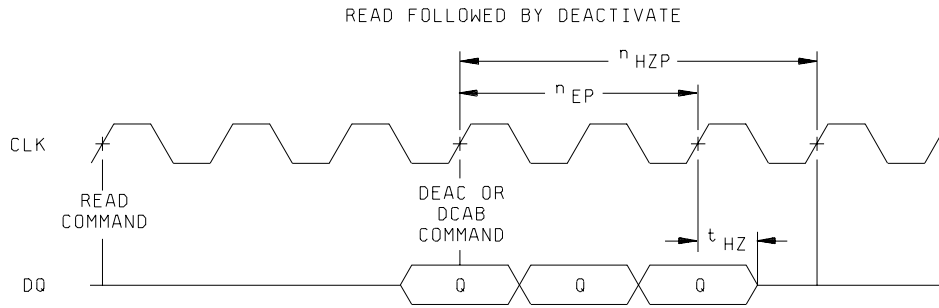 READ FOLLOWED BY DEACTIVATE
nHZP
nEP
CLK
READ
COMMAND
DEAC OR
DCAB
COMMAND
tHZ
DQ
Q
Q
Q